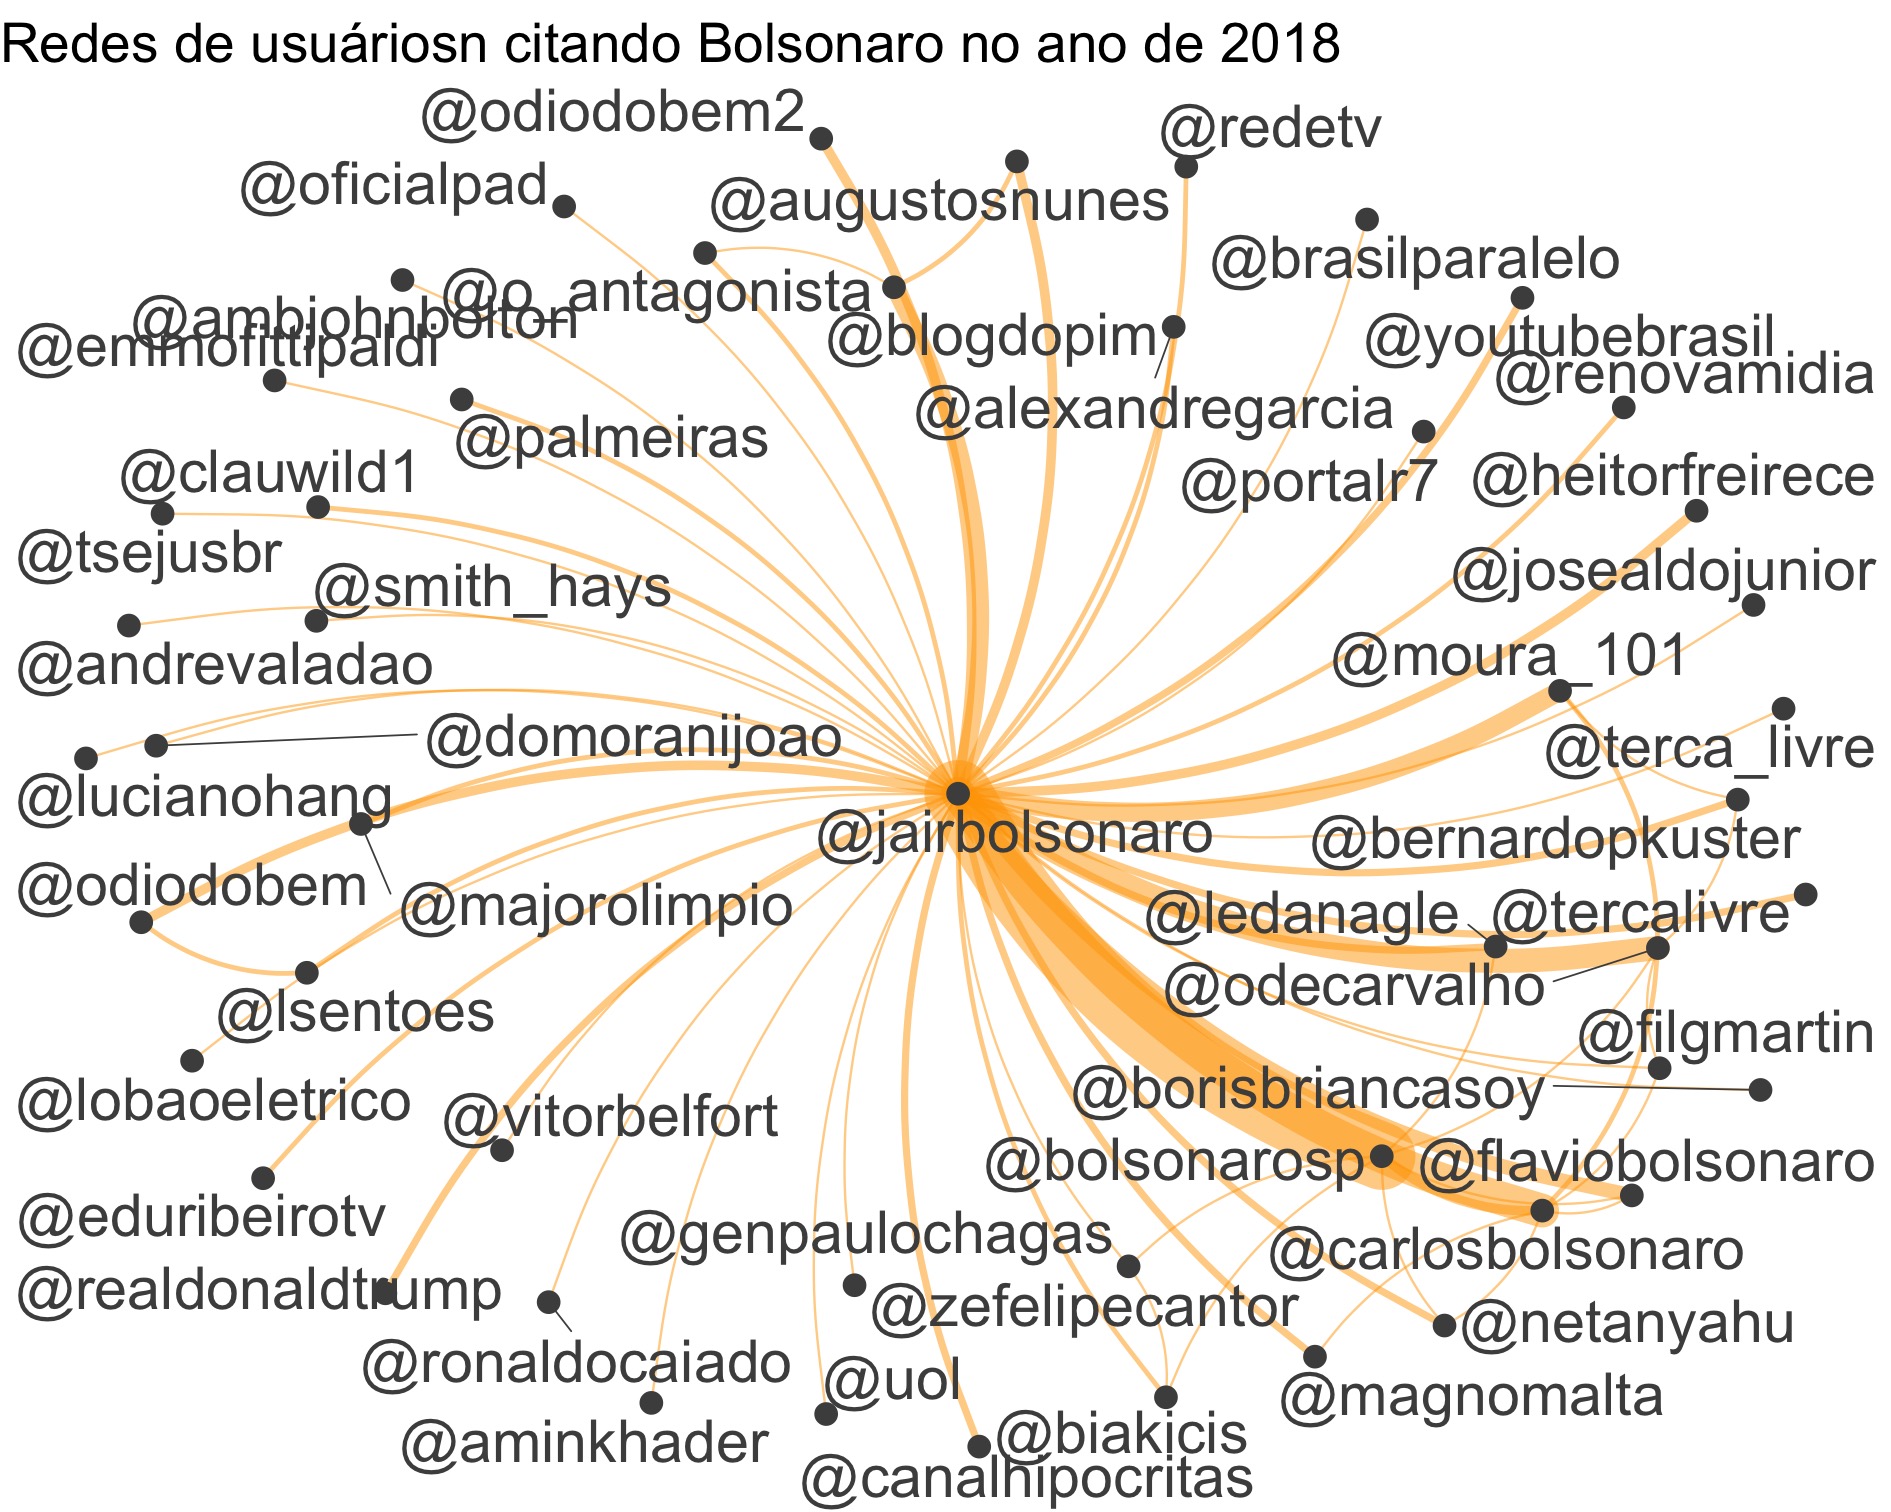 Redes de usuáriosn citando Bolsonaro no ano de 2018
@odiodobem2
@redetv
@oficialpad
@augustosnunes
@brasilparalelo
@o_antagonista
@ambjohnbolton
@emmofittipaldi
@blogdopim
@youtubebrasil
@renovamidia
@alexandregarcia
@palmeiras
@clauwild1
@portalr7
@heitorfreirece
@tsejusbr
@smith_hays
@josealdojunior
@andrevaladao
@moura_101
@domoranijoao
@terca_livre
@lucianohang
@jairbolsonaro
@bernardopkuster
@odiodobem
@majorolimpio
@ledanagle
@tercalivre
@odecarvalho
@lsentoes
@filgmartin
@lobaoeletrico
@vitorbelfort
@borisbriancasoy
@bolsonarosp
@flaviobolsonaro
@eduribeirotv
@genpaulochagas
@carlosbolsonaro
@realdonaldtrump
@zefelipecantor
@netanyahu
@ronaldocaiado
@uol
@magnomalta
@aminkhader
@biakicis
@canalhipocritas